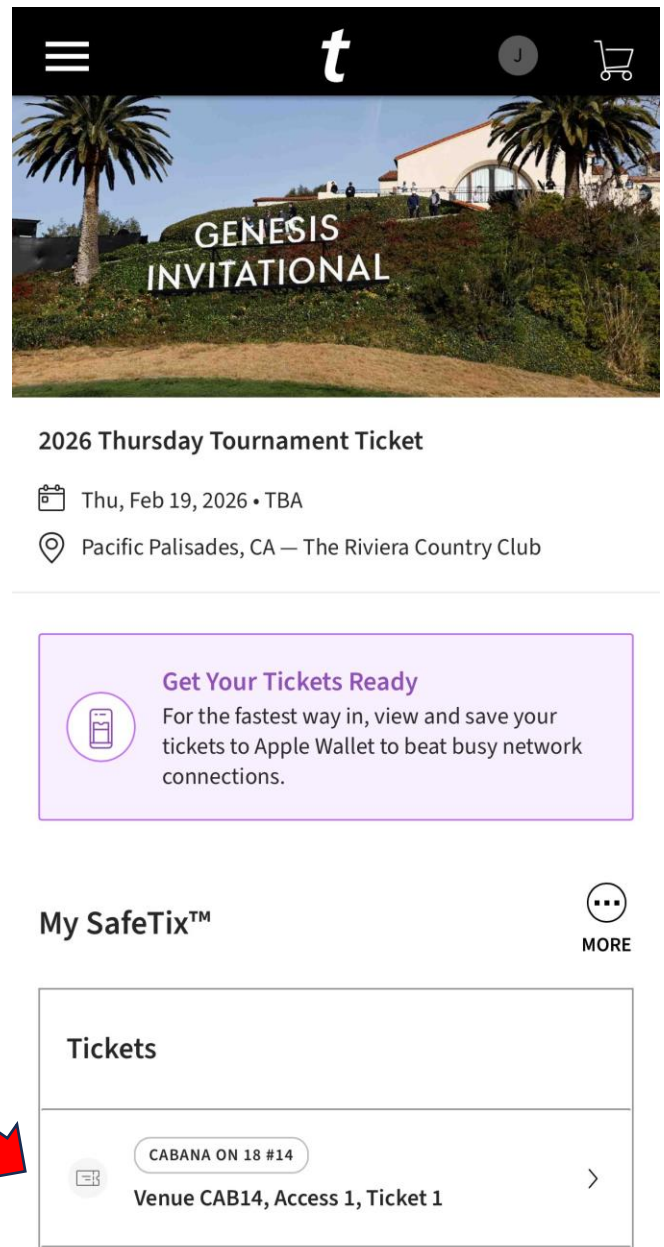 t
J
GENESIS
INVITATIONAL
2026 Thursday Tournament Ticket
Thu, Feb 19, 2026 • TBA
Pacific Palisades, CA — The Riviera Country Club
Get Your Tickets Ready
For the fastest way in, view and save your
tickets to Apple Wallet to beat busy network
connections.
My SafeTix™
MORE
Tickets
CABANA ON 18 #14
Venue CAB14, Access 1, Ticket 1